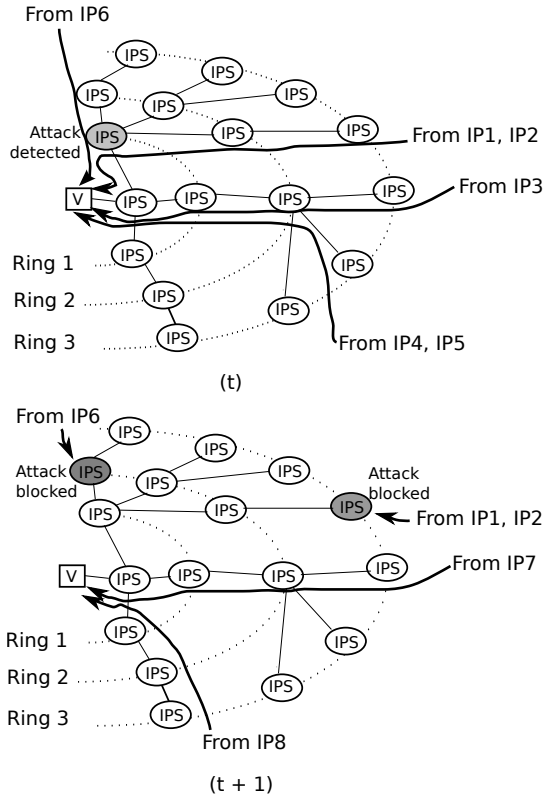 From IP6
IPS
IPS
IPS
IPS
IPS
Attack
detected
IPS
IPS
IPS
From IP1, IP2
From IP3
V
IPS
IPS
IPS
IPS
Ring 1
IPS
IPS
Ring 2
IPS
IPS
Ring 3
IPS
From IP4, IP5
(t)
From IP6
IPS
IPS
Attack
blocked
IPS
IPS
IPS
Attack
blocked
IPS
IPS
IPS
From IP1, IP2
From IP7
V
IPS
IPS
IPS
IPS
Ring 1
IPS
IPS
Ring 2
IPS
IPS
Ring 3
IPS
From IP8
(t + 1)